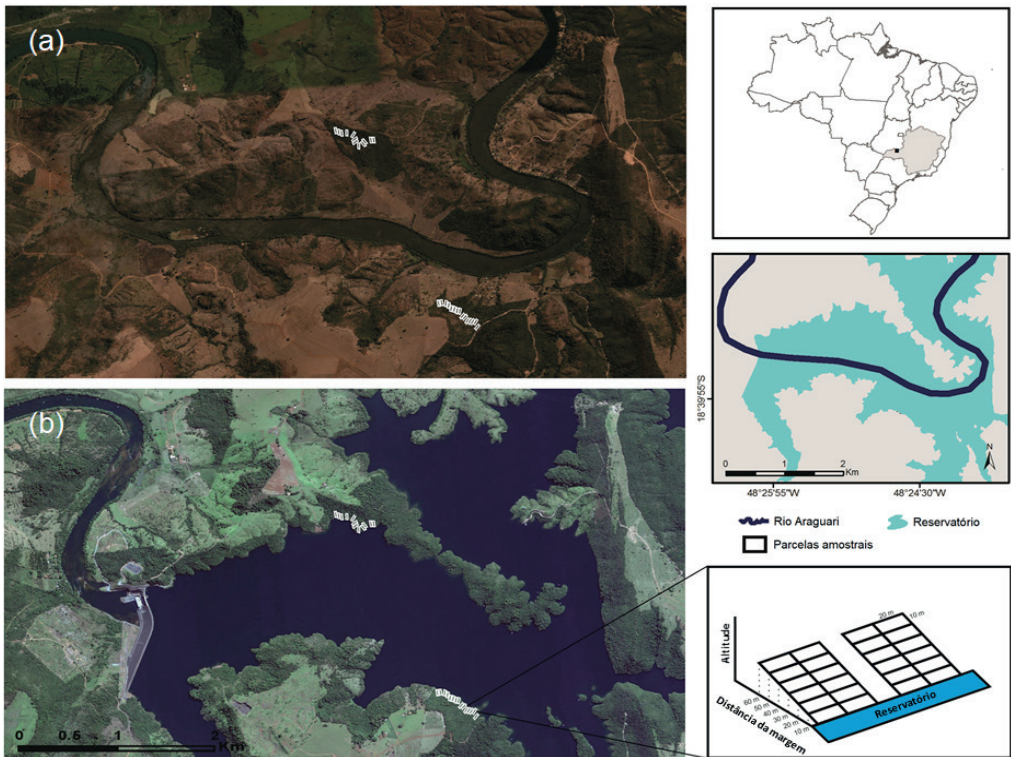 (a)
(b)
0 0.5 1 2
Km
18°39'55"S
N
0 1 2
Km
48°25'55"W 48°24'30"W
Rio Araguari
Reservatório
Parcelas amostrais
Altitude
20 m 10 m
60 m
50 m
40 m
30 m
20 m
10 m
Distância da margem
Reservatório